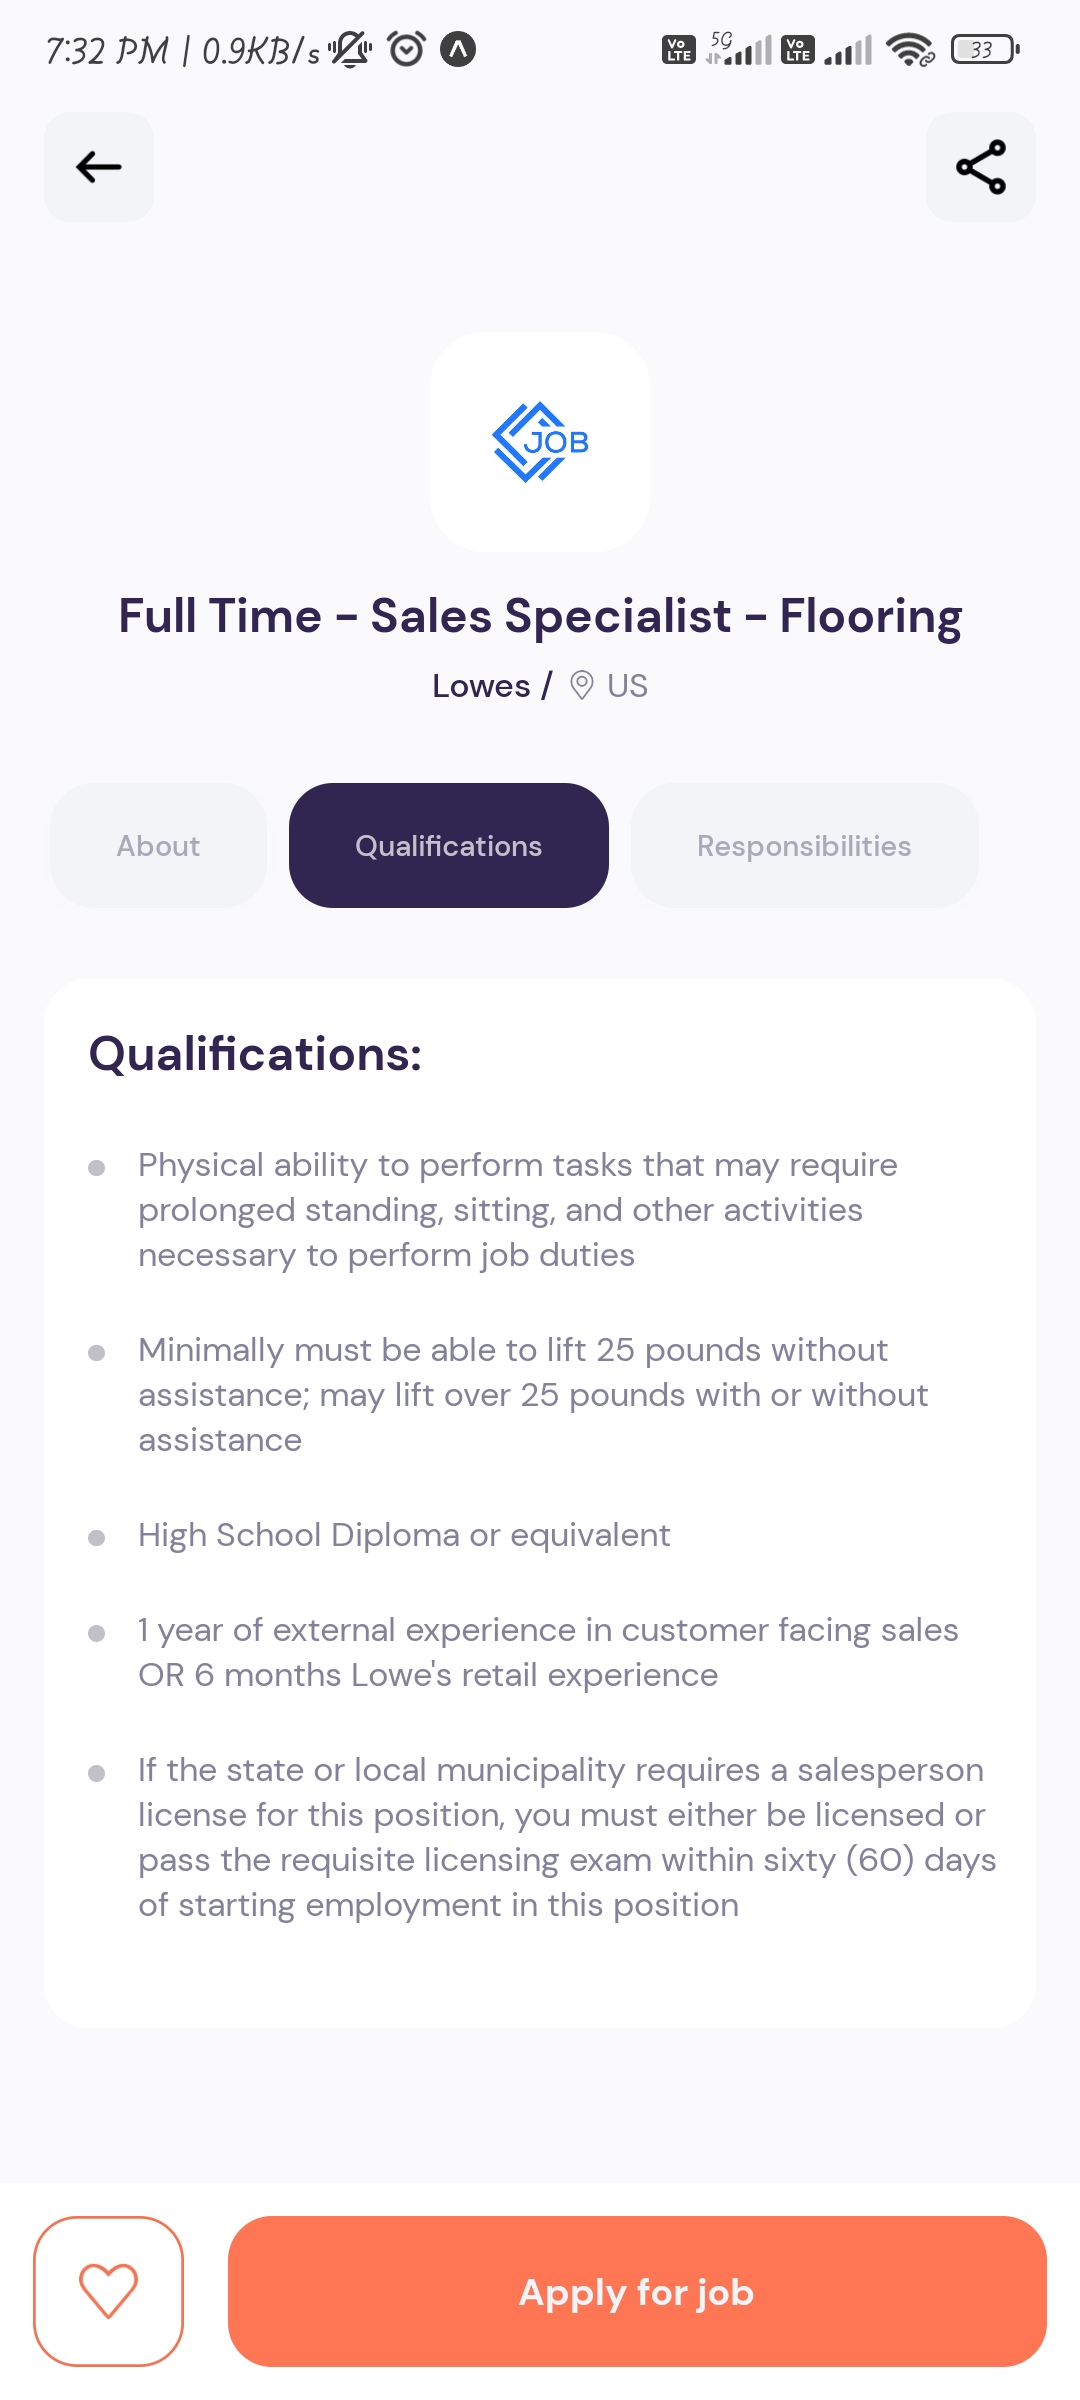 7:32 PM | 0.9KB/s
Vo LTE 5G Vo LTE 33
JOB
Full Time - Sales Specialist - Flooring
Lowes / US
About Qualifications Responsibilities
Qualifications:
Physical ability to perform tasks that may require
prolonged standing, sitting, and other activities
necessary to perform job duties
Minimally must be able to lift 25 pounds without
assistance; may lift over 25 pounds with or without
assistance
High School Diploma or equivalent
1 year of external experience in customer facing sales
OR 6 months Lowe's retail experience
If the state or local municipality requires a salesperson
license for this position, you must either be licensed or
pass the requisite licensing exam within sixty (60) days
of starting employment in this position
Apply for job